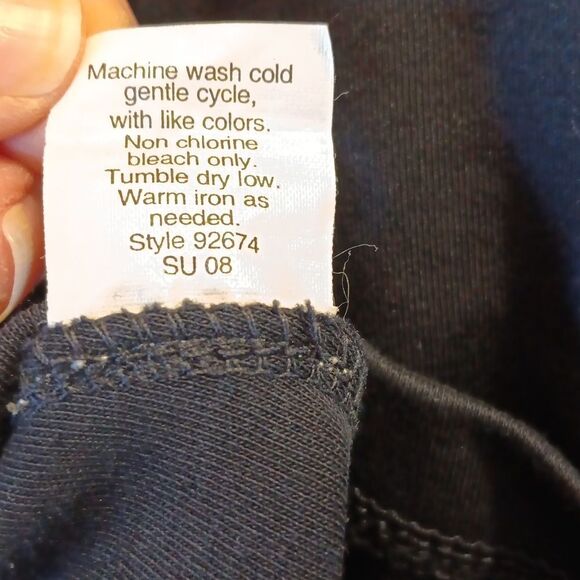 Machine wash cold
gentle cycle,
with like colors.
Non chlorine
bleach only.
Tumble dry low.
Warm iron as
needed.
Style 92674
SU 08